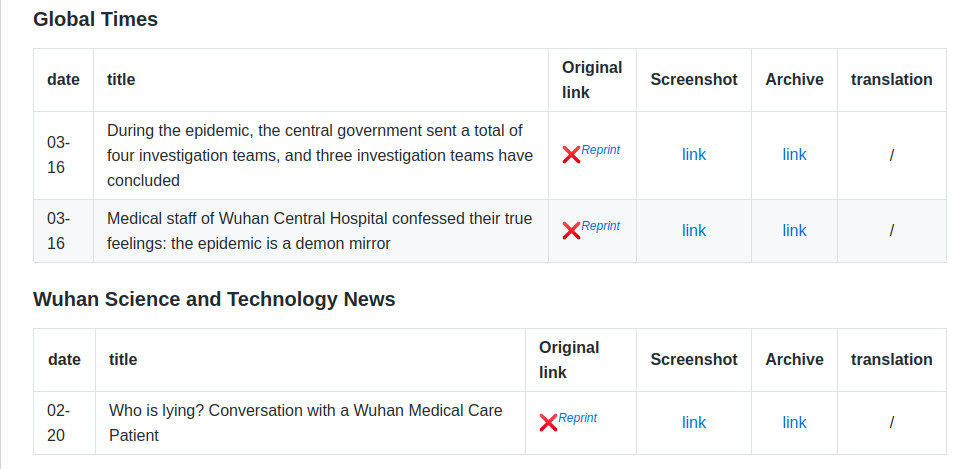 Global Times
date title Original link Screenshot Archive translation
03-16 During the epidemic, the central government sent a total of four investigation teams, and three investigation teams have concluded ❌Reprint link link /
03-16 Medical staff of Wuhan Central Hospital confessed their true feelings: the epidemic is a demon mirror ❌Reprint link link /
Wuhan Science and Technology News
date title Original link Screenshot Archive translation
02-20 Who is lying? Conversation with a Wuhan Medical Care Patient ❌Reprint link link /